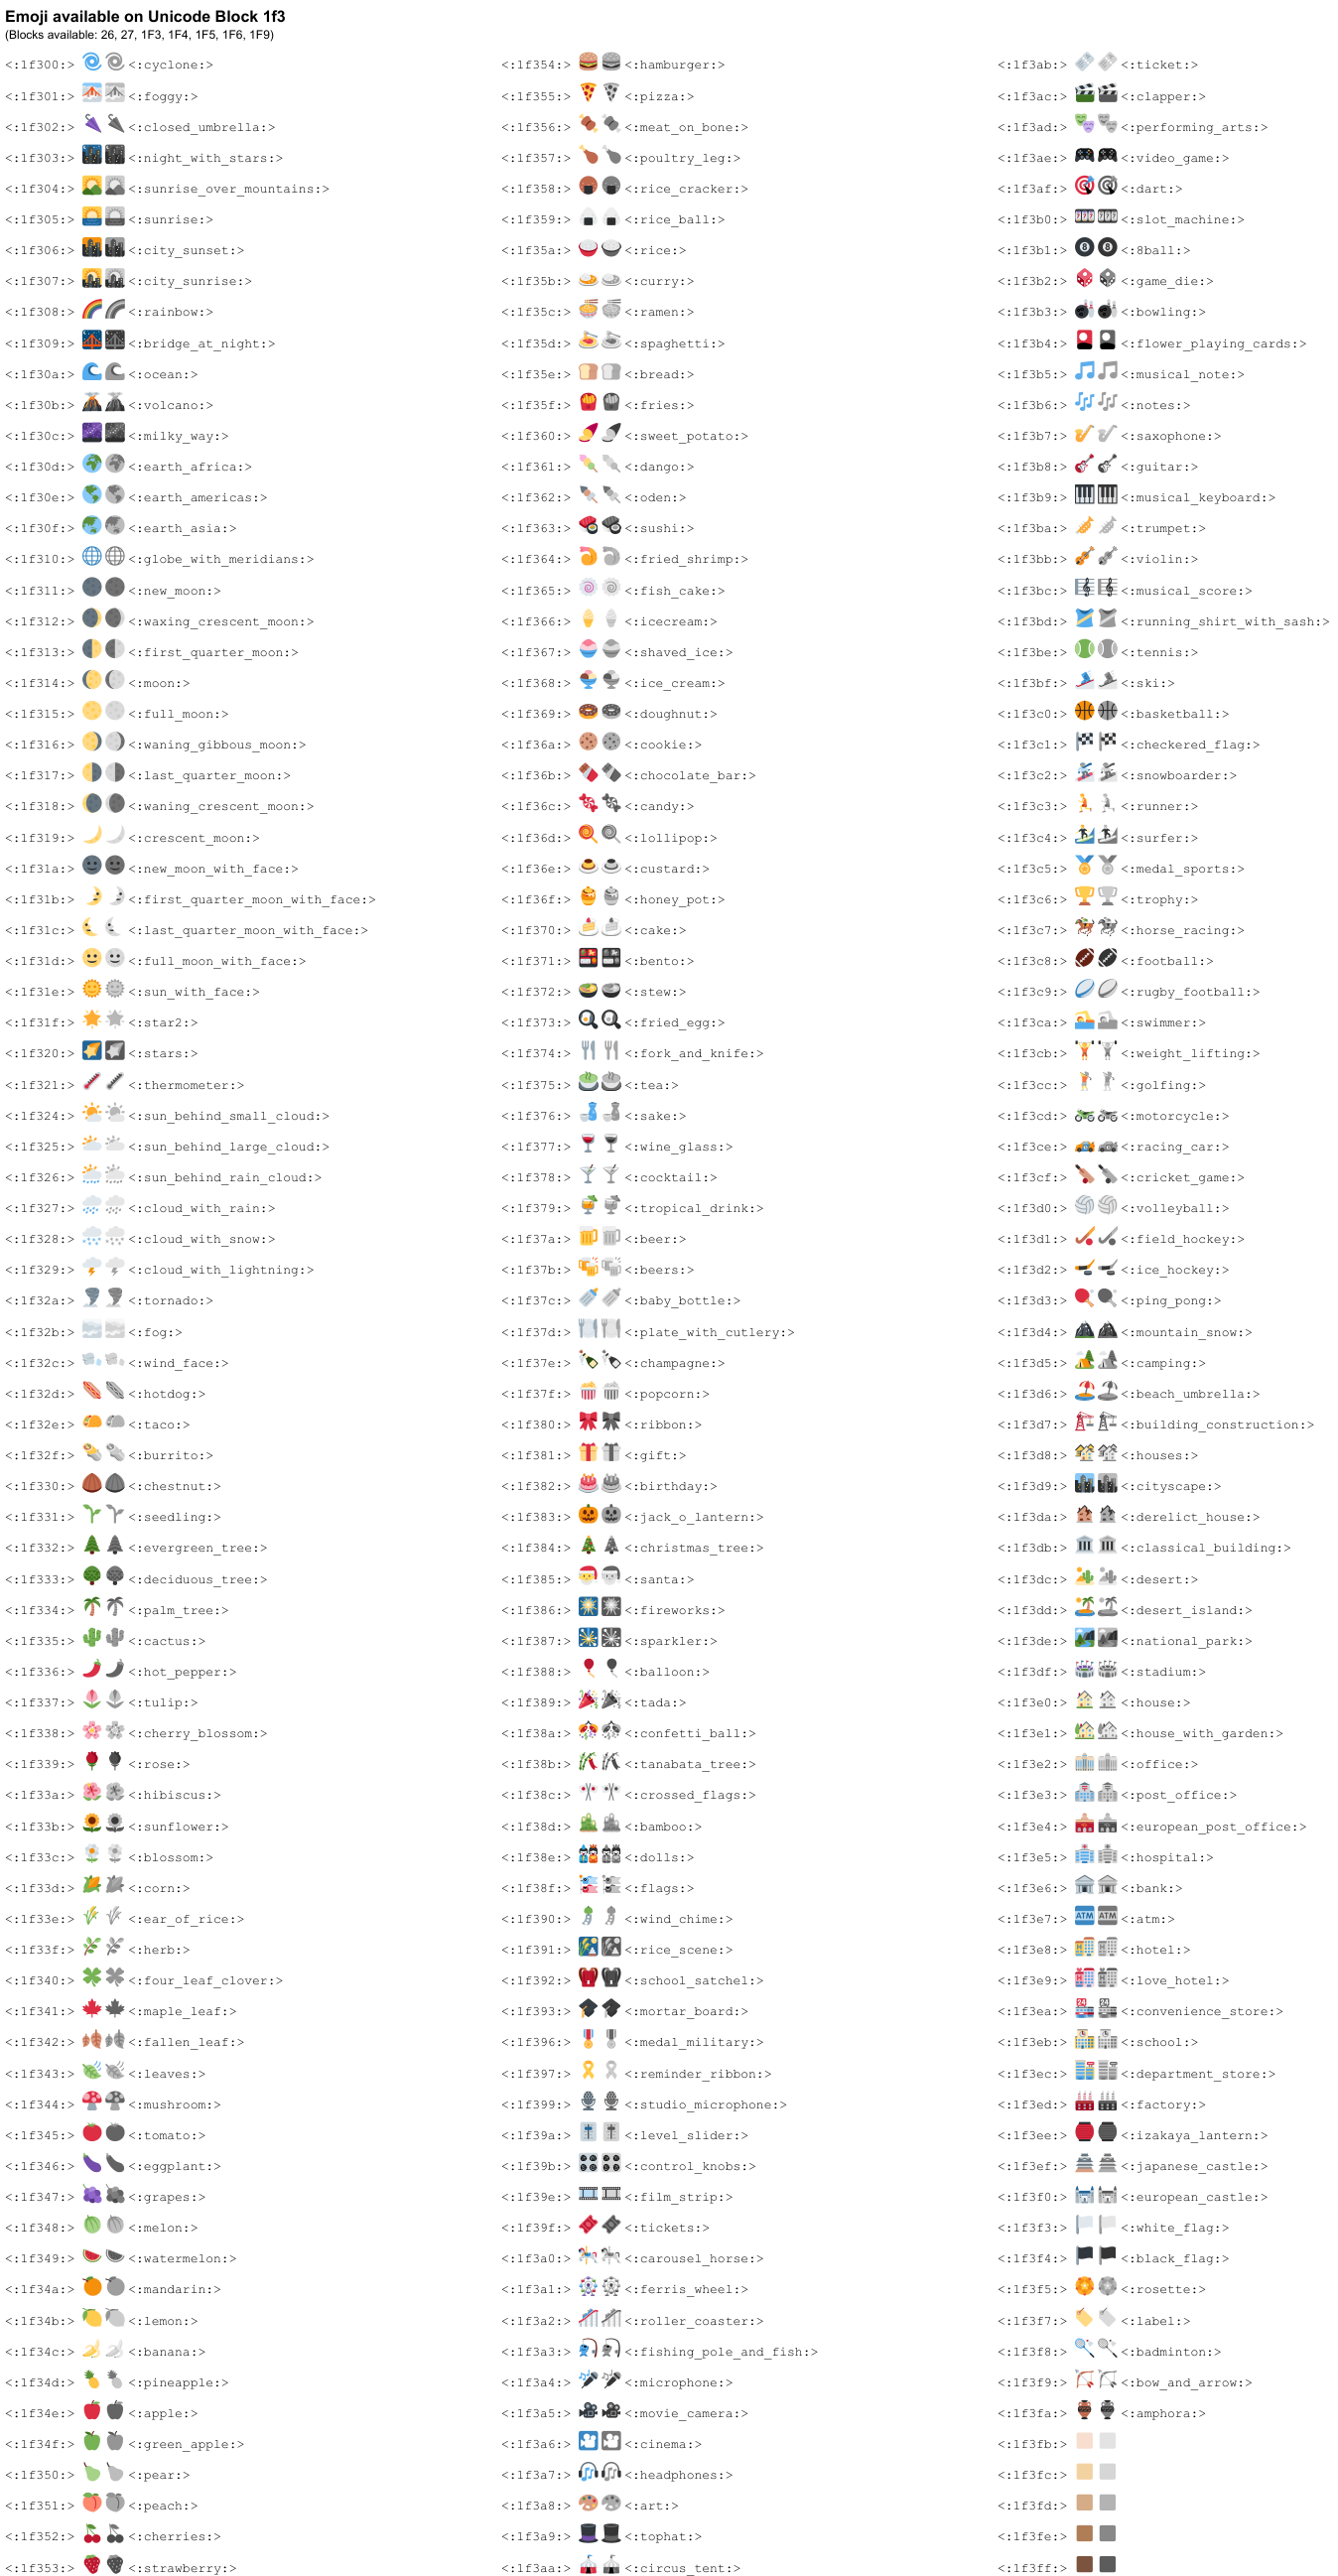 Emoji available on Unicode Block 1f3
(Blocks available: 26, 27, 1F3, 1F4, 1F5, 1F6, 1F9)
<:1f300:> <:cyclone:>
<:1f301:> <:foggy:>
<:1f302:> <:closed_umbrella:>
<:1f303:> <:night_with_stars:>
<:1f304:> <:sunrise_over_mountains:>
<:1f305:> <:sunrise:>
<:1f306:> <:city_sunset:>
<:1f307:> <:city_sunrise:>
<:1f308:> <:rainbow:>
<:1f309:> <:bridge_at_night:>
<:1f30a:> <:ocean:>
<:1f30b:> <:volcano:>
<:1f30c:> <:milky_way:>
<:1f30d:> <:earth_africa:>
<:1f30e:> <:earth_americas:>
<:1f30f:> <:earth_asia:>
<:1f310:> <:globe_with_meridians:>
<:1f311:> <:new_moon:>
<:1f312:> <:waxing_crescent_moon:>
<:1f313:> <:first_quarter_moon:>
<:1f314:> <:moon:>
<:1f315:> <:full_moon:>
<:1f316:> <:waning_gibbous_moon:>
<:1f317:> <:last_quarter_moon:>
<:1f318:> <:waning_crescent_moon:>
<:1f319:> <:crescent_moon:>
<:1f31a:> <:new_moon_with_face:>
<:1f31b:> <:first_quarter_moon_with_face:>
<:1f31c:> <:last_quarter_moon_with_face:>
<:1f31d:> <:full_moon_with_face:>
<:1f31e:> <:sun_with_face:>
<:1f31f:> <:star2:>
<:1f320:> <:stars:>
<:1f321:> <:thermometer:>
<:1f324:> <:sun_behind_small_cloud:>
<:1f325:> <:sun_behind_large_cloud:>
<:1f326:> <:sun_behind_rain_cloud:>
<:1f327:> <:cloud_with_rain:>
<:1f328:> <:cloud_with_snow:>
<:1f329:> <:cloud_with_lightning:>
<:1f32a:> <:tornado:>
<:1f32b:> <:fog:>
<:1f32c:> <:wind_face:>
<:1f32d:> <:hotdog:>
<:1f32e:> <:taco:>
<:1f32f:> <:burrito:>
<:1f330:> <:chestnut:>
<:1f331:> <:seedling:>
<:1f332:> <:evergreen_tree:>
<:1f333:> <:deciduous_tree:>
<:1f334:> <:palm_tree:>
<:1f335:> <:cactus:>
<:1f336:> <:hot_pepper:>
<:1f337:> <:tulip:>
<:1f338:> <:cherry_blossom:>
<:1f339:> <:rose:>
<:1f33a:> <:hibiscus:>
<:1f33b:> <:sunflower:>
<:1f33c:> <:blossom:>
<:1f33d:> <:corn:>
<:1f33e:> <:ear_of_rice:>
<:1f33f:> <:herb:>
<:1f340:> <:four_leaf_clover:>
<:1f341:> <:maple_leaf:>
<:1f342:> <:fallen_leaf:>
<:1f343:> <:leaves:>
<:1f344:> <:mushroom:>
<:1f345:> <:tomato:>
<:1f346:> <:eggplant:>
<:1f347:> <:grapes:>
<:1f348:> <:melon:>
<:1f349:> <:watermelon:>
<:1f34a:> <:mandarin:>
<:1f34b:> <:lemon:>
<:1f34c:> <:banana:>
<:1f34d:> <:pineapple:>
<:1f34e:> <:apple:>
<:1f34f:> <:green_apple:>
<:1f350:> <:pear:>
<:1f351:> <:peach:>
<:1f352:> <:cherries:>
<:1f353:> <:strawberry:>
<:1f354:> <:hamburger:>
<:1f355:> <:pizza:>
<:1f356:> <:meat_on_bone:>
<:1f357:> <:poultry_leg:>
<:1f358:> <:rice_cracker:>
<:1f359:> <:rice_ball:>
<:1f35a:> <:rice:>
<:1f35b:> <:curry:>
<:1f35c:> <:ramen:>
<:1f35d:> <:spaghetti:>
<:1f35e:> <:bread:>
<:1f35f:> <:fries:>
<:1f360:> <:sweet_potato:>
<:1f361:> <:dango:>
<:1f362:> <:oden:>
<:1f363:> <:sushi:>
<:1f364:> <:fried_shrimp:>
<:1f365:> <:fish_cake:>
<:1f366:> <:icecream:>
<:1f367:> <:shaved_ice:>
<:1f368:> <:ice_cream:>
<:1f369:> <:doughnut:>
<:1f36a:> <:cookie:>
<:1f36b:> <:chocolate_bar:>
<:1f36c:> <:candy:>
<:1f36d:> <:lollipop:>
<:1f36e:> <:custard:>
<:1f36f:> <:honey_pot:>
<:1f370:> <:cake:>
<:1f371:> <:bento:>
<:1f372:> <:stew:>
<:1f373:> <:fried_egg:>
<:1f374:> <:fork_and_knife:>
<:1f375:> <:tea:>
<:1f376:> <:sake:>
<:1f377:> <:wine_glass:>
<:1f378:> <:cocktail:>
<:1f379:> <:tropical_drink:>
<:1f37a:> <:beer:>
<:1f37b:> <:beers:>
<:1f37c:> <:baby_bottle:>
<:1f37d:> <:plate_with_cutlery:>
<:1f37e:> <:champagne:>
<:1f37f:> <:popcorn:>
<:1f380:> <:ribbon:>
<:1f381:> <:gift:>
<:1f382:> <:birthday:>
<:1f383:> <:jack_o_lantern:>
<:1f384:> <:christmas_tree:>
<:1f385:> <:santa:>
<:1f386:> <:fireworks:>
<:1f387:> <:sparkler:>
<:1f388:> <:balloon:>
<:1f389:> <:tada:>
<:1f38a:> <:confetti_ball:>
<:1f38b:> <:tanabata_tree:>
<:1f38c:> <:crossed_flags:>
<:1f38d:> <:bamboo:>
<:1f38e:> <:dolls:>
<:1f38f:> <:flags:>
<:1f390:> <:wind_chime:>
<:1f391:> <:rice_scene:>
<:1f392:> <:school_satchel:>
<:1f393:> <:mortar_board:>
<:1f396:> <:medal_military:>
<:1f397:> <:reminder_ribbon:>
<:1f399:> <:studio_microphone:>
<:1f39a:> <:level_slider:>
<:1f39b:> <:control_knobs:>
<:1f39e:> <:film_strip:>
<:1f39f:> <:tickets:>
<:1f3a0:> <:carousel_horse:>
<:1f3a1:> <:ferris_wheel:>
<:1f3a2:> <:roller_coaster:>
<:1f3a3:> <:fishing_pole_and_fish:>
<:1f3a4:> <:microphone:>
<:1f3a5:> <:movie_camera:>
<:1f3a6:> <:cinema:>
<:1f3a7:> <:headphones:>
<:1f3a8:> <:art:>
<:1f3a9:> <:tophat:>
<:1f3aa:> <:circus_tent:>
<:1f3ab:> <:ticket:>
<:1f3ac:> <:clapper:>
<:1f3ad:> <:performing_arts:>
<:1f3ae:> <:video_game:>
<:1f3af:> <:dart:>
<:1f3b0:> <:slot_machine:>
<:1f3b1:> <:8ball:>
<:1f3b2:> <:game_die:>
<:1f3b3:> <:bowling:>
<:1f3b4:> <:flower_playing_cards:>
<:1f3b5:> <:musical_note:>
<:1f3b6:> <:notes:>
<:1f3b7:> <:saxophone:>
<:1f3b8:> <:guitar:>
<:1f3b9:> <:musical_keyboard:>
<:1f3ba:> <:trumpet:>
<:1f3bb:> <:violin:>
<:1f3bc:> <:musical_score:>
<:1f3bd:> <:running_shirt_with_sash:>
<:1f3be:> <:tennis:>
<:1f3bf:> <:ski:>
<:1f3c0:> <:basketball:>
<:1f3c1:> <:checkered_flag:>
<:1f3c2:> <:snowboarder:>
<:1f3c3:> <:runner:>
<:1f3c4:> <:surfer:>
<:1f3c5:> <:medal_sports:>
<:1f3c6:> <:trophy:>
<:1f3c7:> <:horse_racing:>
<:1f3c8:> <:football:>
<:1f3c9:> <:rugby_football:>
<:1f3ca:> <:swimmer:>
<:1f3cb:> <:weight_lifting:>
<:1f3cc:> <:golfing:>
<:1f3cd:> <:motorcycle:>
<:1f3ce:> <:racing_car:>
<:1f3cf:> <:cricket_game:>
<:1f3d0:> <:volleyball:>
<:1f3d1:> <:field_hockey:>
<:1f3d2:> <:ice_hockey:>
<:1f3d3:> <:ping_pong:>
<:1f3d4:> <:mountain_snow:>
<:1f3d5:> <:camping:>
<:1f3d6:> <:beach_umbrella:>
<:1f3d7:> <:building_construction:>
<:1f3d8:> <:houses:>
<:1f3d9:> <:cityscape:>
<:1f3da:> <:derelict_house:>
<:1f3db:> <:classical_building:>
<:1f3dc:> <:desert:>
<:1f3dd:> <:desert_island:>
<:1f3de:> <:national_park:>
<:1f3df:> <:stadium:>
<:1f3e0:> <:house:>
<:1f3e1:> <:house_with_garden:>
<:1f3e2:> <:office:>
<:1f3e3:> <:post_office:>
<:1f3e4:> <:european_post_office:>
<:1f3e5:> <:hospital:>
<:1f3e6:> <:bank:>
<:1f3e7:> ATM ATM <:atm:>
<:1f3e8:> <:hotel:>
<:1f3e9:> <:love_hotel:>
<:1f3ea:> 24 24 <:convenience_store:>
<:1f3eb:> <:school:>
<:1f3ec:> <:department_store:>
<:1f3ed:> <:factory:>
<:1f3ee:> <:izakaya_lantern:>
<:1f3ef:> <:japanese_castle:>
<:1f3f0:> <:european_castle:>
<:1f3f3:> <:white_flag:>
<:1f3f4:> <:black_flag:>
<:1f3f5:> <:rosette:>
<:1f3f7:> <:label:>
<:1f3f8:> <:badminton:>
<:1f3f9:> <:bow_and_arrow:>
<:1f3fa:> <:amphora:>
<:1f3fb:>
<:1f3fc:>
<:1f3fd:>
<:1f3fe:>
<:1f3ff:>